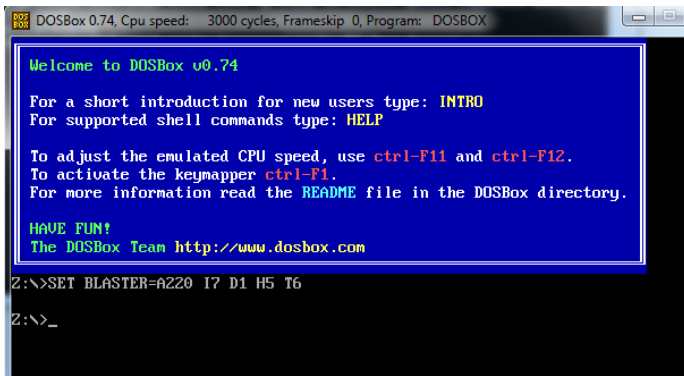 DOSBox 0.74, Cpu speed: 3000 cycles, Frameskip 0, Program: DOSBOX
Welcome to DOSBox v0.74
For a short introduction for new users type: INTRO
For supported shell commands type: HELP
To adjust the emulated CPU speed, use ctrl-F11 and ctrl-F12.
To activate the keymapper ctrl-F1.
For more information read the README file in the DOSBox directory.
HAVE FUN!
The DOSBox Team http://www.dosbox.com
Z:\>SET BLASTER=A220 I7 D1 H5 T6
Z:\>_